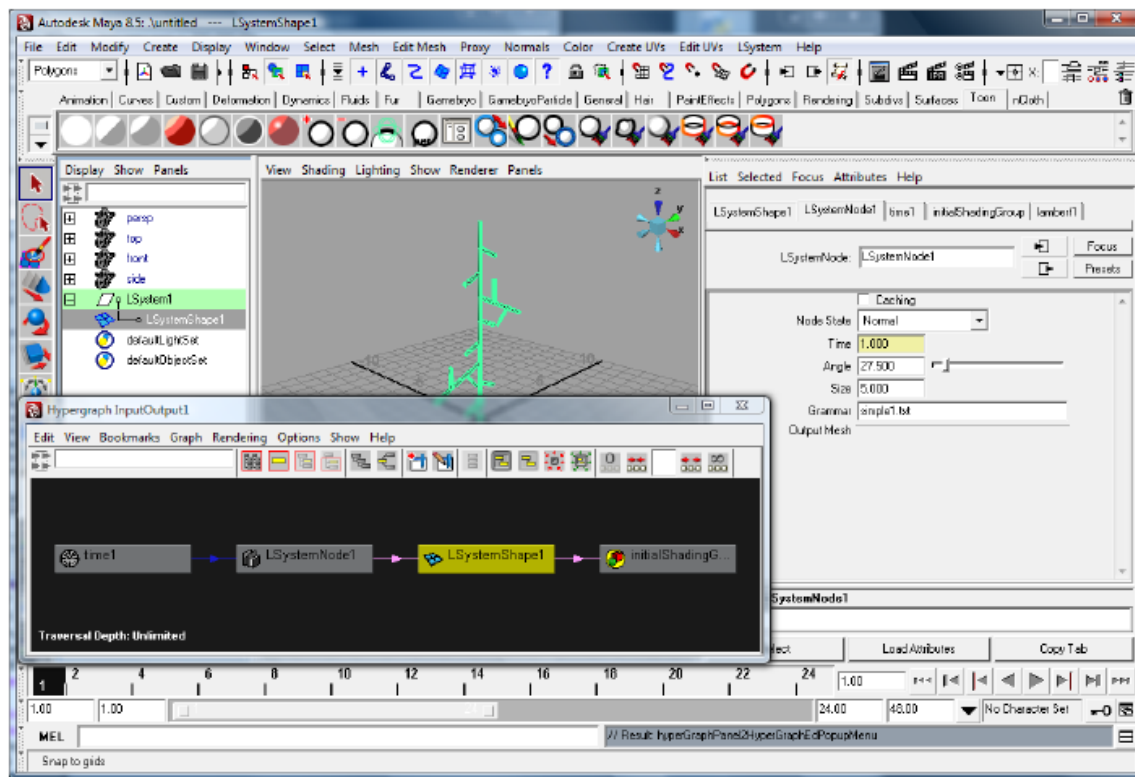 Autodesk Maya 8.5: .\untitled --- LSystemShape1
File Edit Modify Create Display Window Select Mesh Edit Mesh Proxy Normals Color Create UVs Edit UVs LSystem Help
Polygons
Animation Curves Custom Deformation Dynamics Fluids Fur Gamebryo GamebryoParticle General Hair PaintEffects Polygons Rendering Subdivs Surfaces Toon nCloth
Display Show Panels
View Shading Lighting Show Renderer Panels
List Selected Focus Attributes Help
persp
top
front
side
LSystem1
LSystemShape1
defaultLightSet
defaultObjectSet
z
y
x
10
10
LSystemShape1 LSystemNode1 time1 initialShadingGroup lambert1
LSystemNode: LSystemNode1
Focus
Presets
Caching
Node State Normal
Time 1.000
Angle 27.500
Size 5.000
Grammar simple1.txt
Output Mesh
Hypergraph InputOutput1
Edit View Bookmarks Graph Rendering Options Show Help
time1
LSystemNode1
LSystemShape1
initialShadingG...
Traversal Depth: Unlimited
Load Attributes
Copy Tab
1 2 4 6 8 10 12 14 16 18 20 22 24
1.00
1.00 1.00 24.00 48.00 No Character Set
MEL
// Result: hyperGraphPanel2HyperGraphEdPopupMenu
Snap to grids